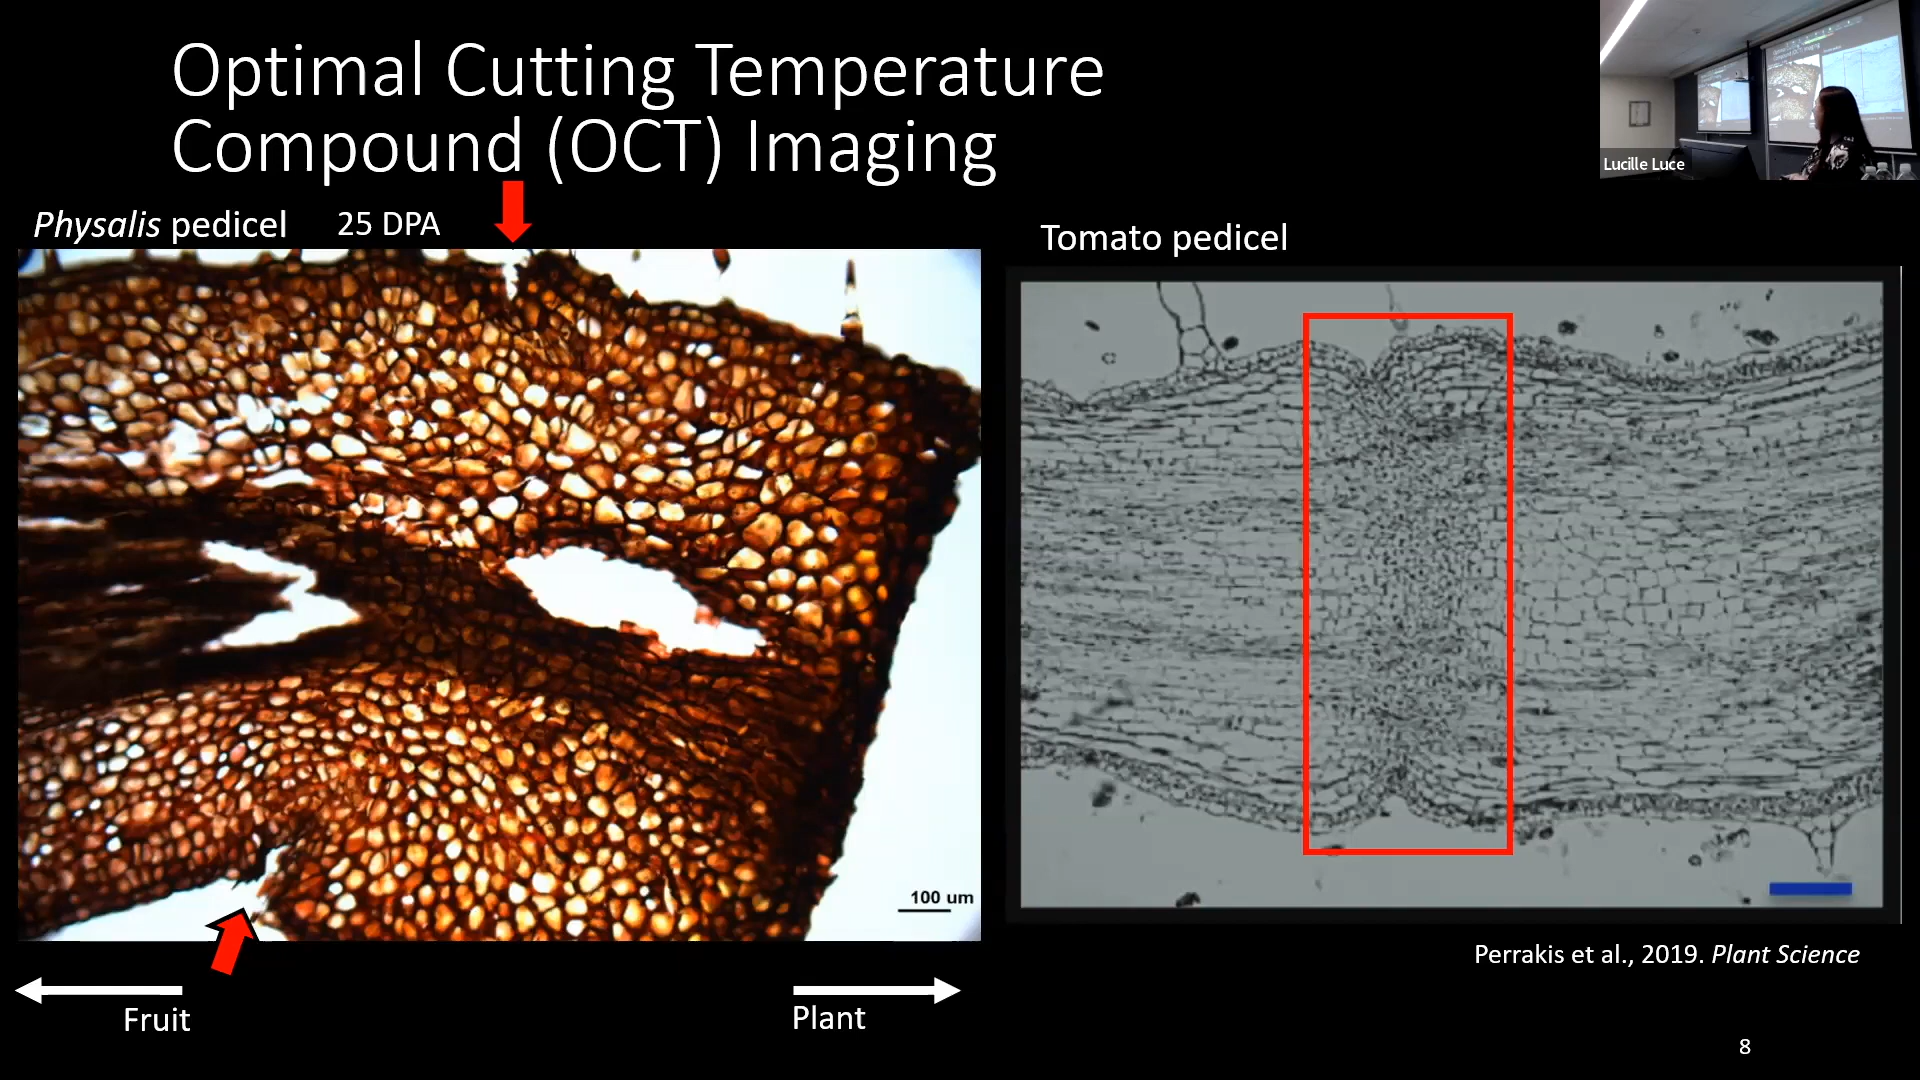 Optimal Cutting Temperature
Compound (OCT) Imaging
Lucille Luce
Physalis pedicel 25 DPA
Tomato pedicel
100 um
Perrakis et al., 2019. Plant Science
Fruit
Plant
8